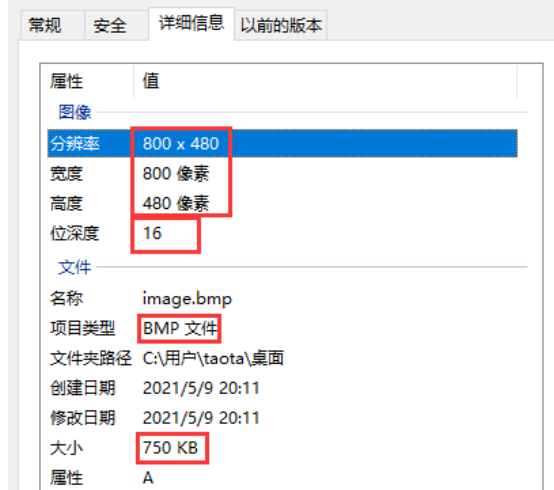 常规 安全 详细信息 以前的版本
属性 值
图像
分辨率 800 x 480
宽度 800 像素
高度 480 像素
位深度 16
文件
名称 image.bmp
项目类型 BMP 文件
文件夹路径 C:\用户\taota\桌面
创建日期 2021/5/9 20:11
修改日期 2021/5/9 20:11
大小 750 KB
属性 A